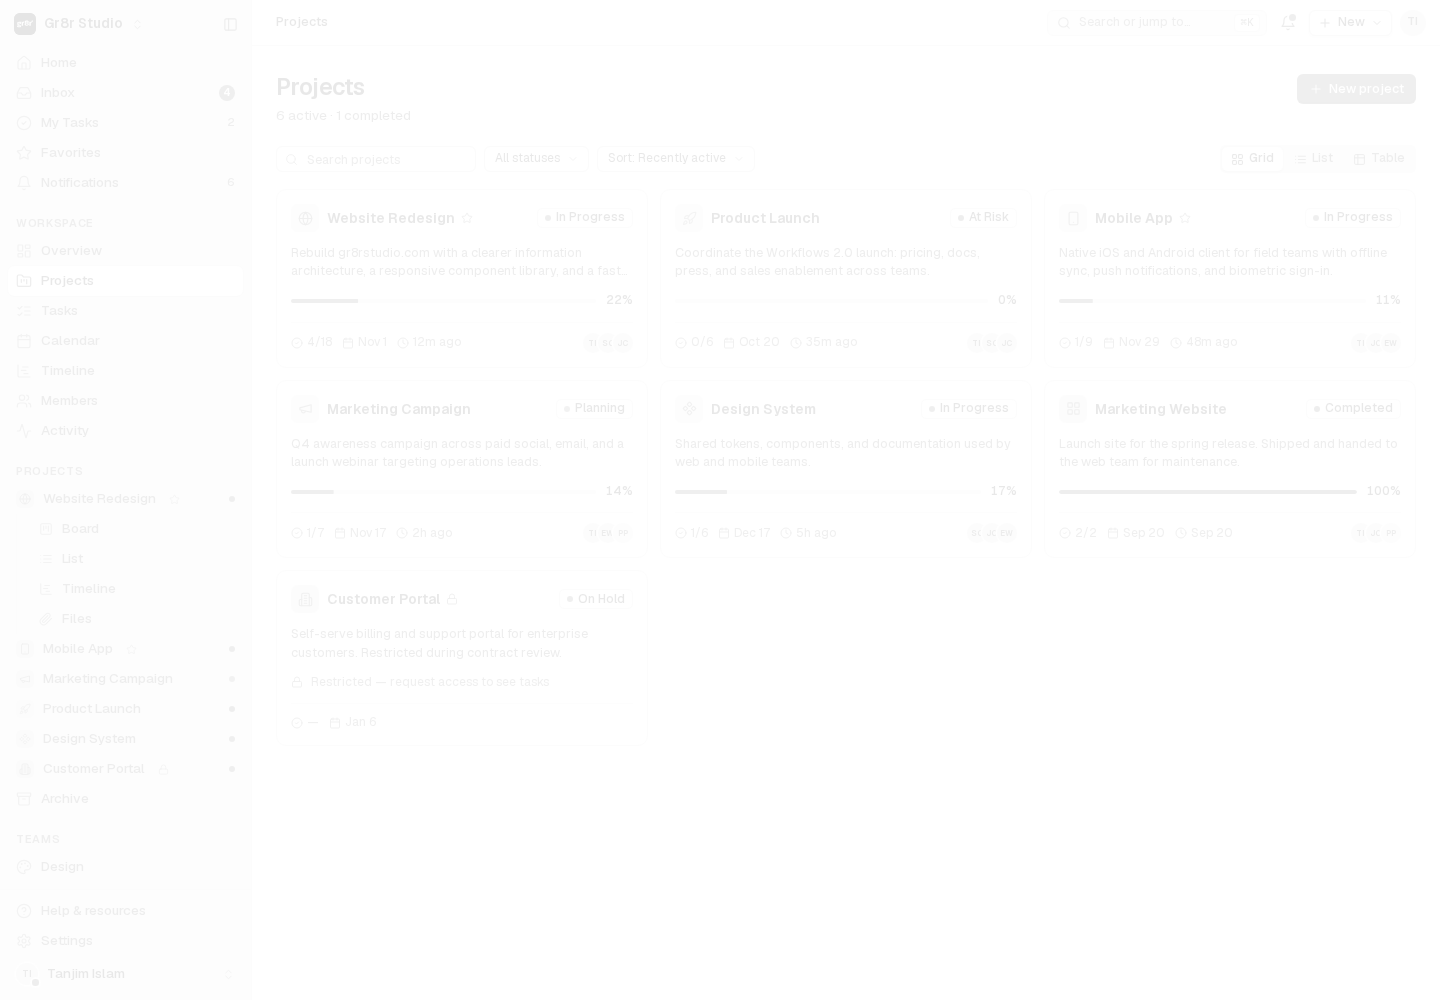 Gr8r Studio
Home
Inbox 4
My Tasks 2
Favorites
Notifications 6
WORKSPACE
Overview
Projects
Tasks
Calendar
Timeline
Members
Activity
PROJECTS
Website Redesign
Board
List
Timeline
Files
Mobile App
Marketing Campaign
Product Launch
Design System
Customer Portal
Archive
TEAMS
Design
Help & resources
Settings
TI Tanjim Islam
Projects
Search or jump to... ⌘K
New
TI
Projects
New project
6 active · 1 completed
Search projects
All statuses
Sort: Recently active
Grid List Table
Website Redesign In Progress
Rebuild gr8rstudio.com with a clearer information
architecture, a responsive component library, and a fast...
22%
4/18 Nov 1 12m ago TI JC
Product Launch At Risk
Coordinate the Workflows 2.0 launch: pricing, docs,
press, and sales enablement across teams
0%
0/6 Oct 20 35m ago TI JC
Mobile App In Progress
Native iOS and Android client for field teams with offline
sync, push notifications, and biometric sign-in.
11%
1/9 Nov 29 46m ago TI JC EW
Marketing Campaign Planning
Q4 awareness campaign across paid social, email, and a
launch webinar targeting operations leads.
14%
1/7 Nov 17 2h ago TI EW PP
Design System In Progress
Shared tokens, components, and documentation used by
web and mobile teams.
17%
1/6 Dec 17 5h ago JC EW
Marketing Website Completed
Launch site for the spring release. Shipped and handed to
the web team for maintenance.
100%
2/2 Sep 20 Sep 20 TI JC PP
Customer Portal On Hold
Self-serve billing and support portal for enterprise
customers. Restricted during contract review.
Restricted — request access to see tasks
— Jan 6